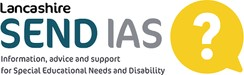 Lancashire
SEND IAS
?
Information, advice and support
for Special Educational Needs and Disability